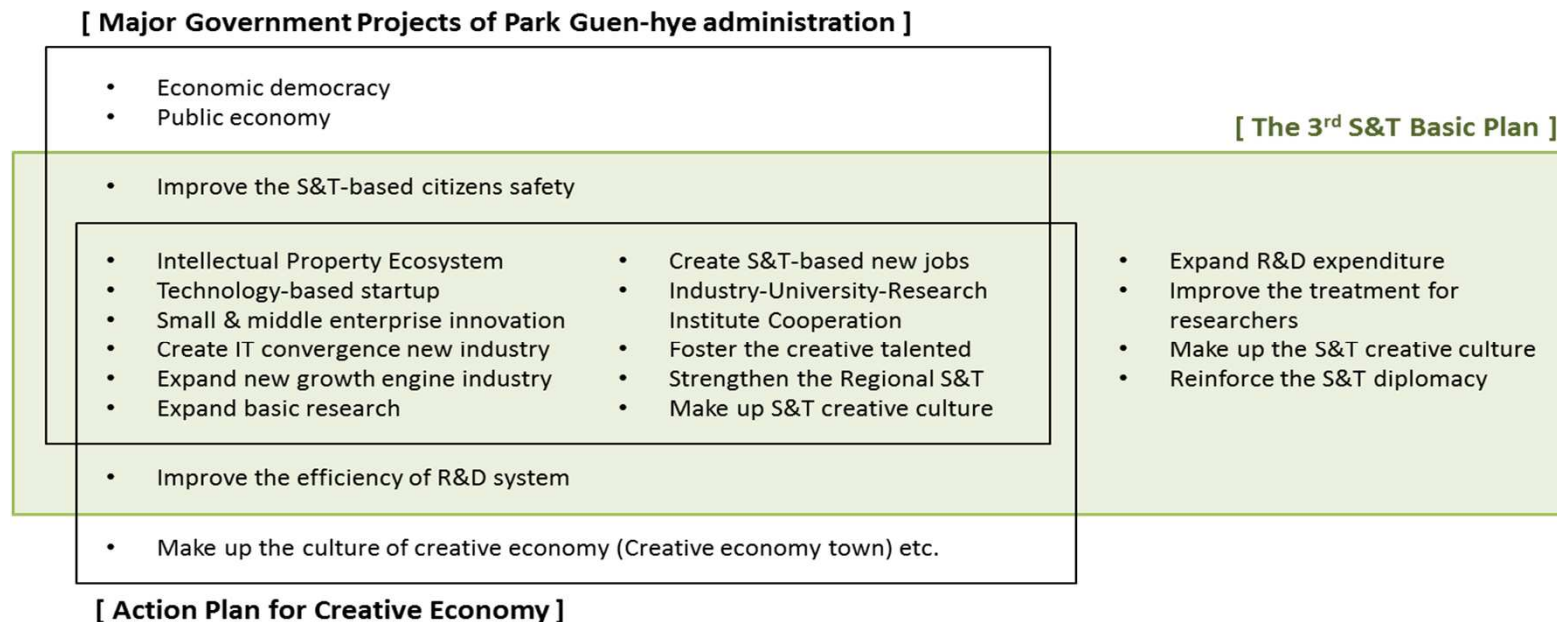 [ Major Government Projects of Park Guen-hye administration ]
• Economic democracy
• Public economy
[ The 3rd S&T Basic Plan ]
• Improve the S&T-based citizens safety
• Intellectual Property Ecosystem
• Technology-based startup
• Small & middle enterprise innovation
• Create IT convergence new industry
• Expand new growth engine industry
• Expand basic research
• Create S&T-based new jobs
• Industry-University-Research
Institute Cooperation
• Foster the creative talented
• Strengthen the Regional S&T
• Make up S&T creative culture
• Expand R&D expenditure
• Improve the treatment for
researchers
• Make up the S&T creative culture
• Reinforce the S&T diplomacy
• Improve the efficiency of R&D system
• Make up the culture of creative economy (Creative economy town) etc.
[ Action Plan for Creative Economy ]